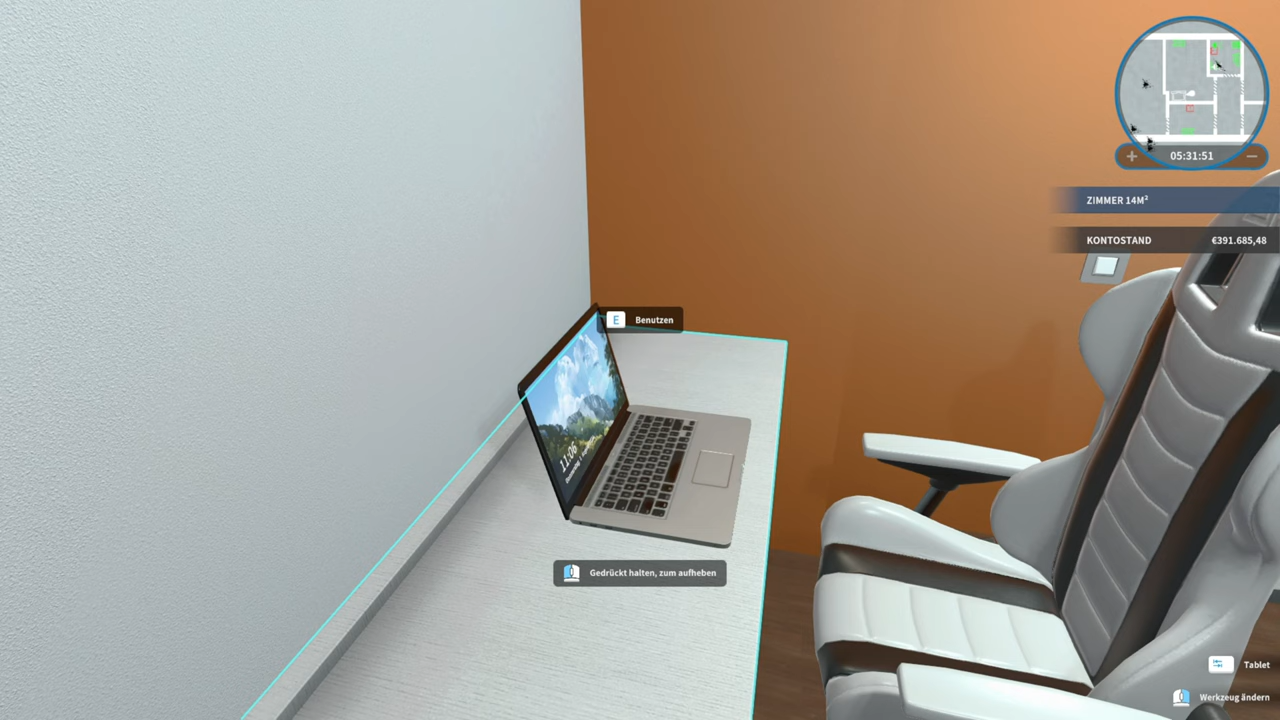 05:31:51
ZIMMER 14M²
KONTOSTAND €391.685,48
E Benutzen
11:06
Gedrückt halten, zum aufheben
Tablet
Werkzeug ändern